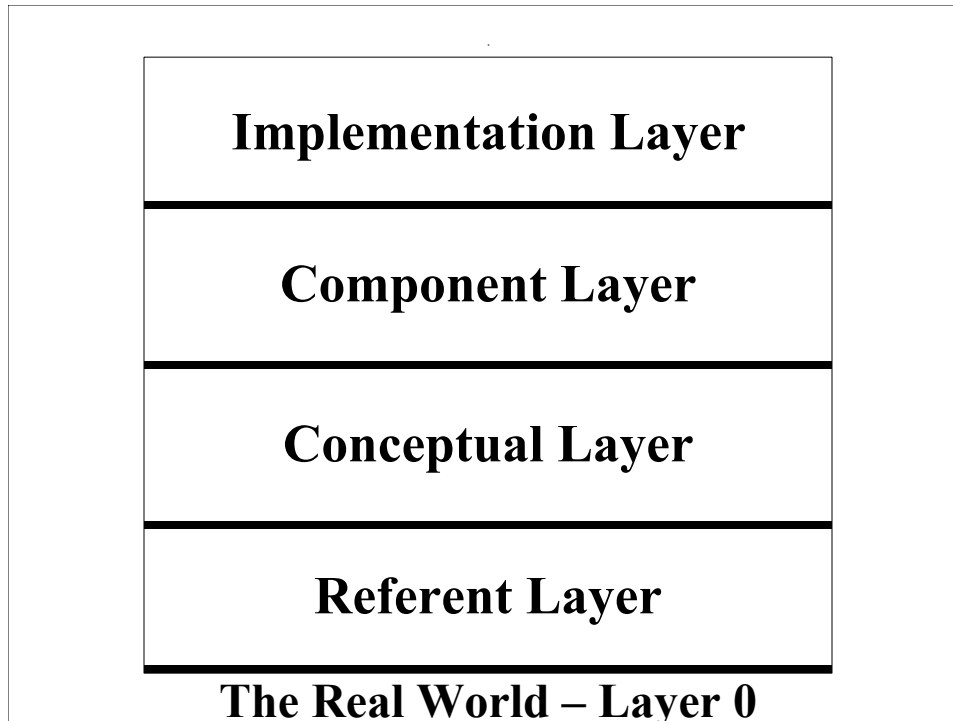 Implementation Layer
Component Layer
Conceptual Layer
Referent Layer
The Real World – Layer 0